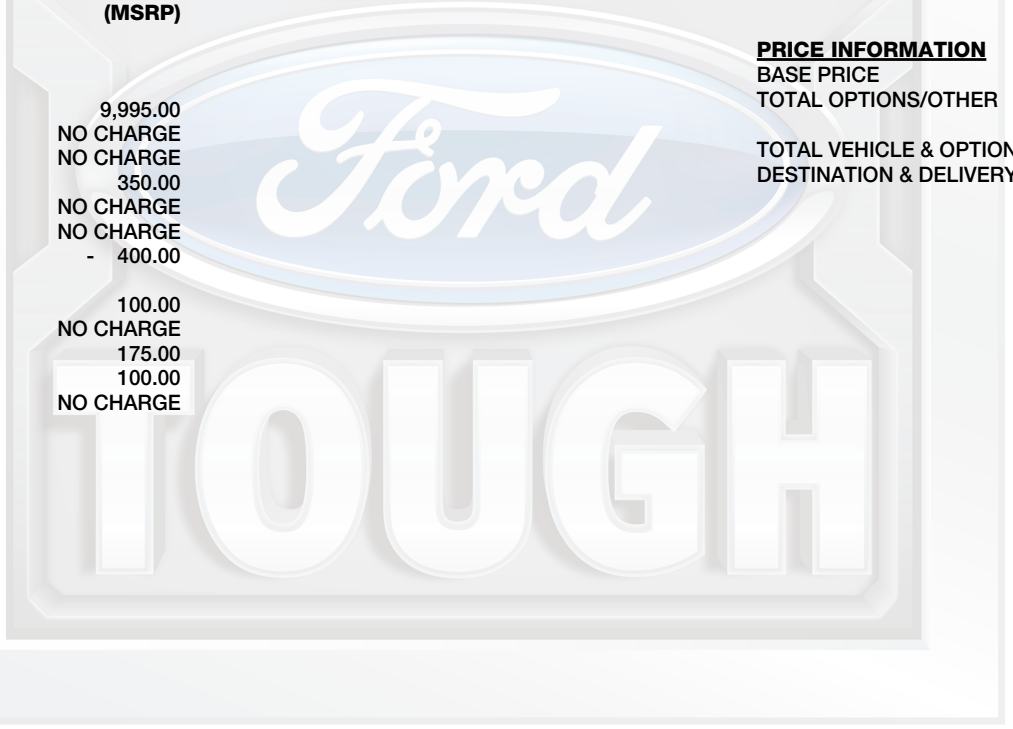 (MSRP)
9,995.00
NO CHARGE
NO CHARGE
350.00
NO CHARGE
NO CHARGE
- 400.00
100.00
NO CHARGE
175.00
100.00
NO CHARGE
PRICE INFORMATION
BASE PRICE
TOTAL OPTIONS/OTHER
TOTAL VEHICLE & OPTION
DESTINATION & DELIVERY
Ford
TOUGH